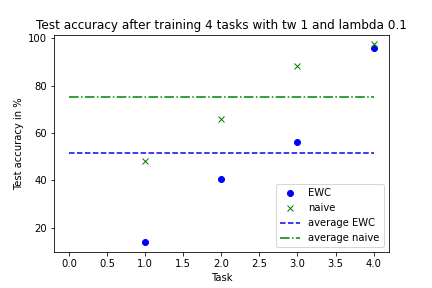 Test accuracy after training 4 tasks with tw 1 and lambda 0.1
Test accuracy in %
100
80
60
40
20
EWC
naive
average EWC
average naive
0.0 0.5 1.0 1.5 2.0 2.5 3.0 3.5 4.0
Task